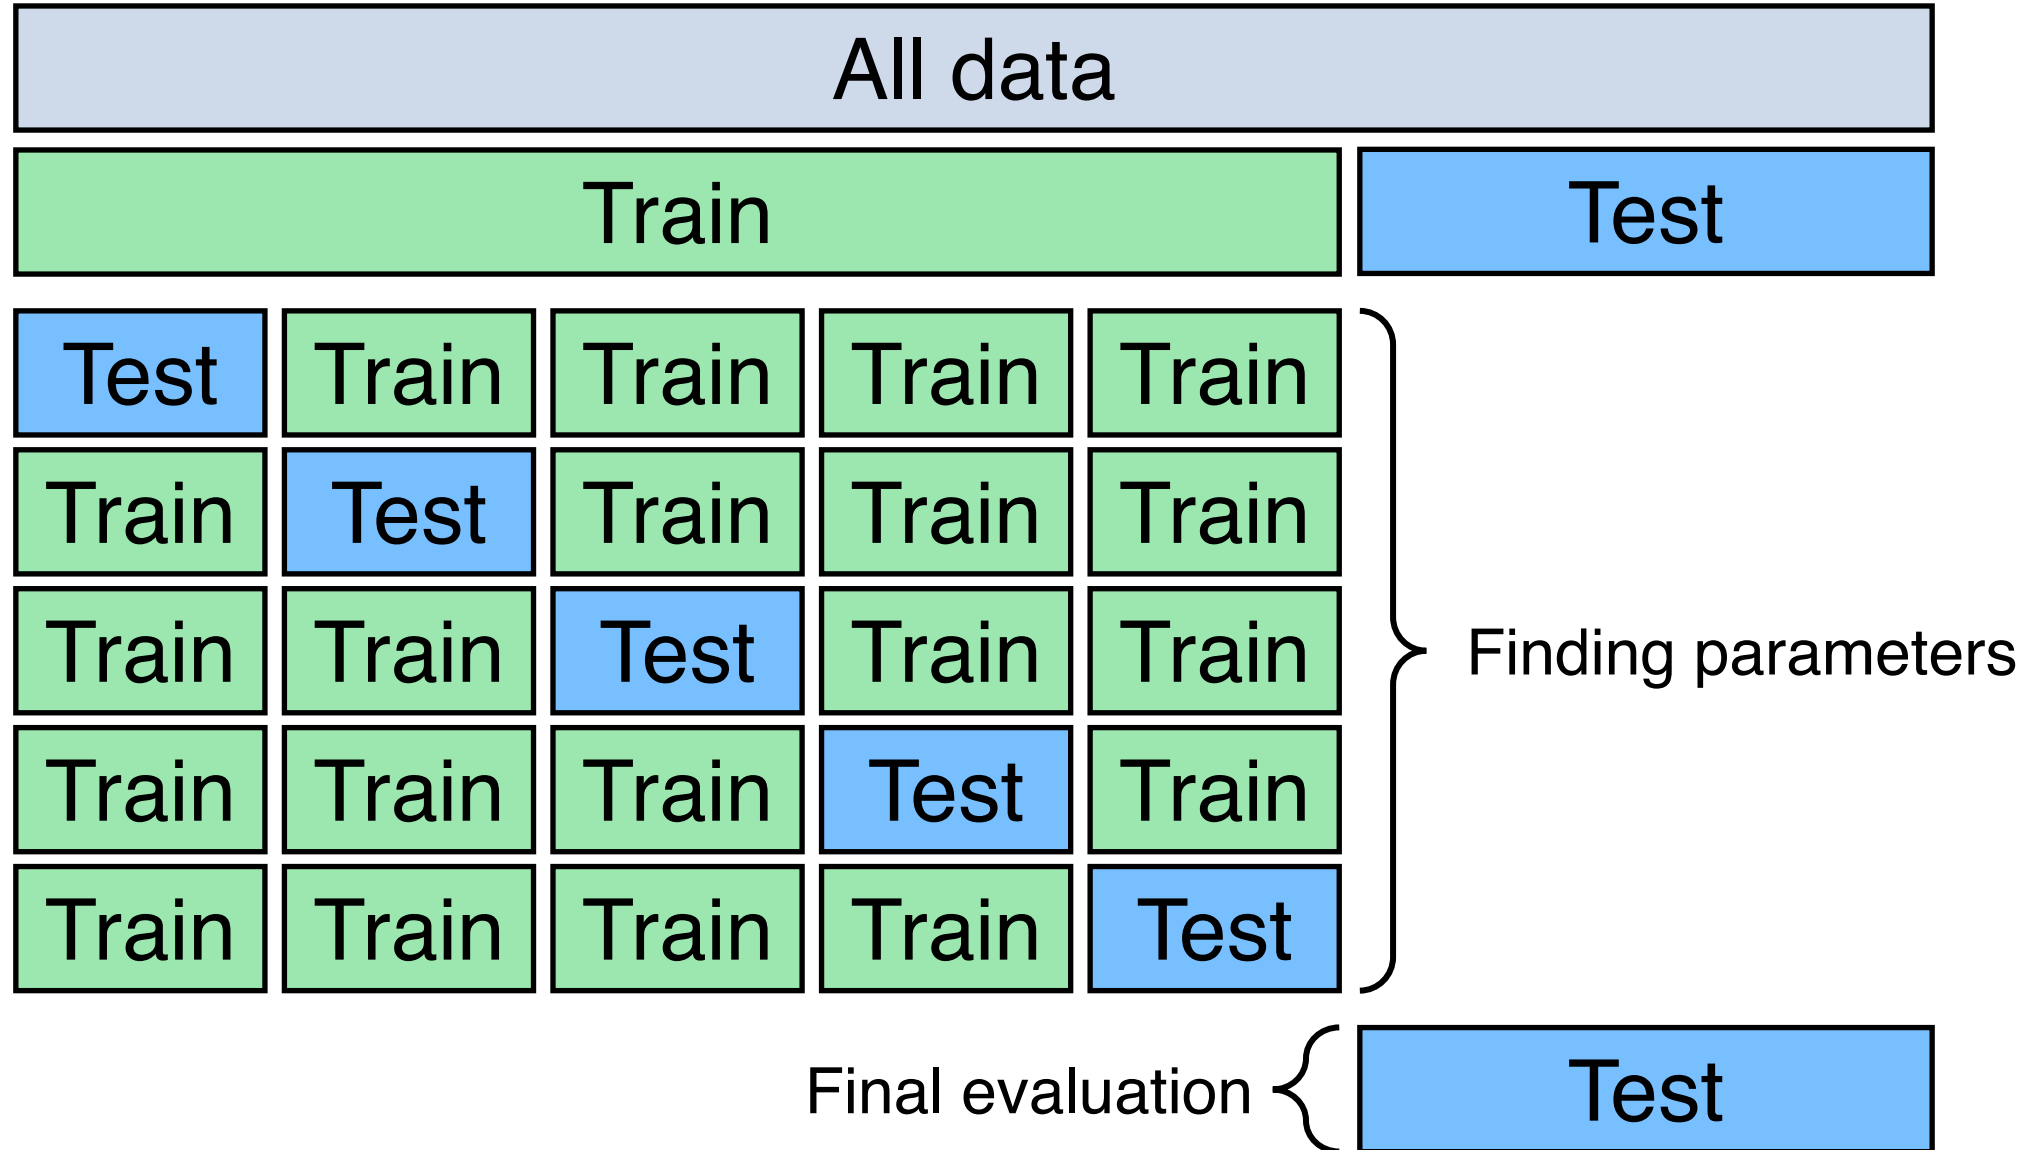 All data
Train Test
Test Train Train Train Train
Train Test Train Train Train
Train Train Test Train Train
Finding parameters
Train Train Train Test Train
Train Train Train Train Test
Final evaluation Test